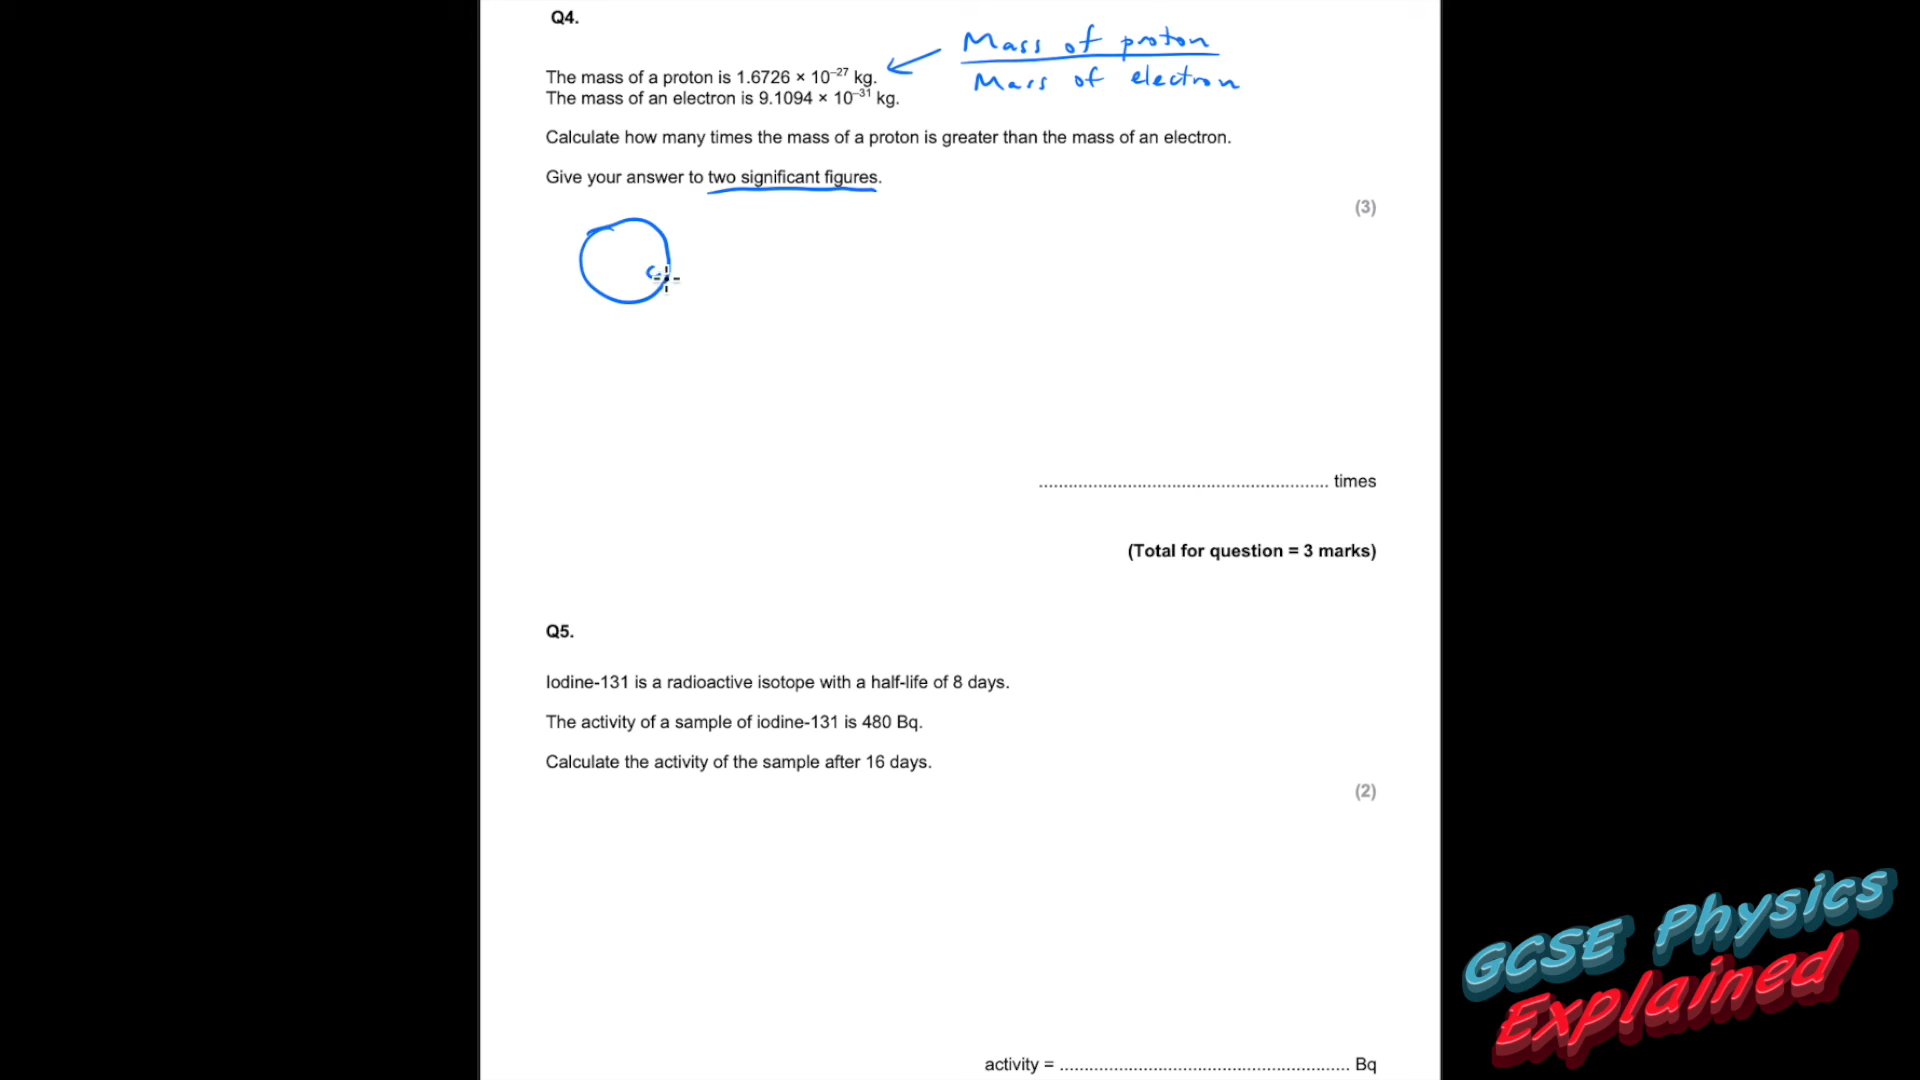 Q4.
Mass of proton
Mass of electron
The mass of a proton is 1.6726 × 10⁻²⁷ kg.
The mass of an electron is 9.1094 × 10⁻³¹ kg.
Calculate how many times the mass of a proton is greater than the mass of an electron.
Give your answer to two significant figures.
(3)
........................................................... times
(Total for question = 3 marks)
Q5.
Iodine-131 is a radioactive isotope with a half-life of 8 days.
The activity of a sample of iodine-131 is 480 Bq.
Calculate the activity of the sample after 16 days.
(2)
activity = ........................................................... Bq
GCSE Physics
Explained